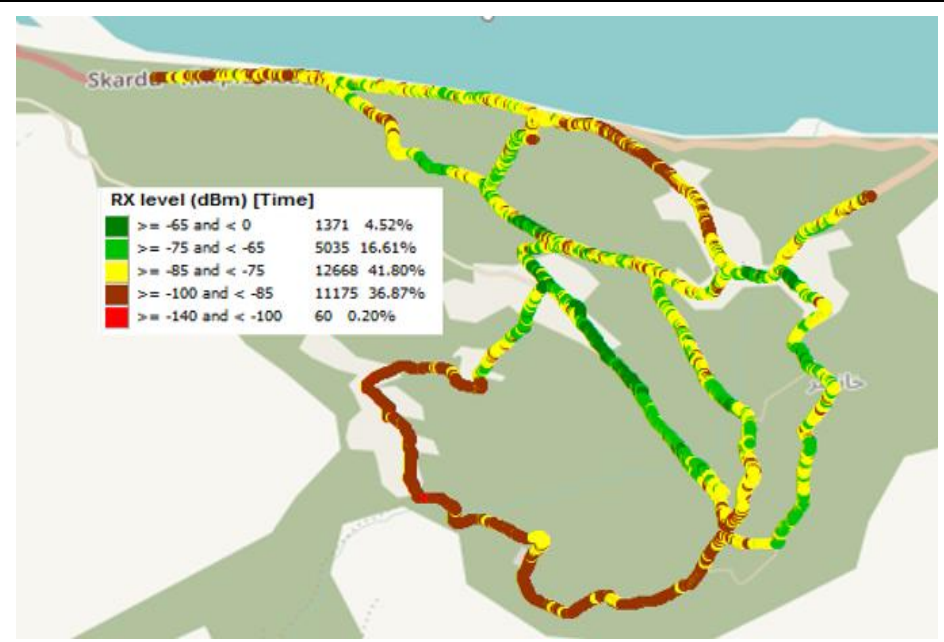 Skardu
RX level (dBm) [Time]
>= -65 and < 0 1371 4.52%
>= -75 and < -65 5035 16.61%
>= -85 and < -75 12668 41.80%
>= -100 and < -85 11175 36.87%
>= -140 and < -100 60 0.20%